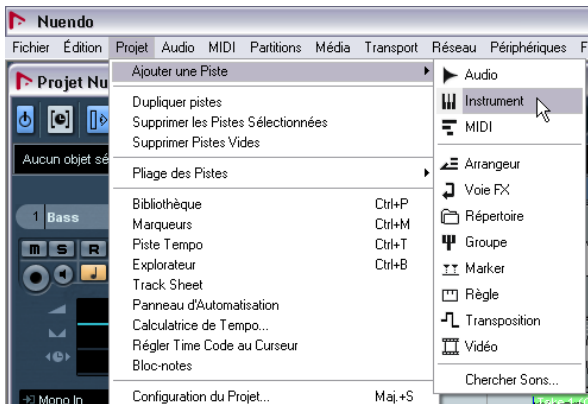 Nuendo
Fichier Édition Projet Audio MIDI Partitions Média Transport Réseau Périphériques F
Projet Nu
Aucun objet sé
1 Bass
M S R
Mono In
Ajouter une Piste
Dupliquer pistes
Supprimer les Pistes Sélectionnées
Supprimer Pistes Vides
Pliage des Pistes
Bibliothèque Ctrl+P
Marqueurs Ctrl+M
Piste Tempo Ctrl+T
Explorateur Ctrl+B
Track Sheet
Panneau d'Automatisation
Calculatrice de Tempo...
Régler Time Code au Curseur
Bloc-notes
Configuration du Projet... Maj.+S
Audio
Instrument
MIDI
Arrangeur
Voie FX
Répertoire
Groupe
Marker
Règle
Transposition
Vidéo
Chercher Sons...